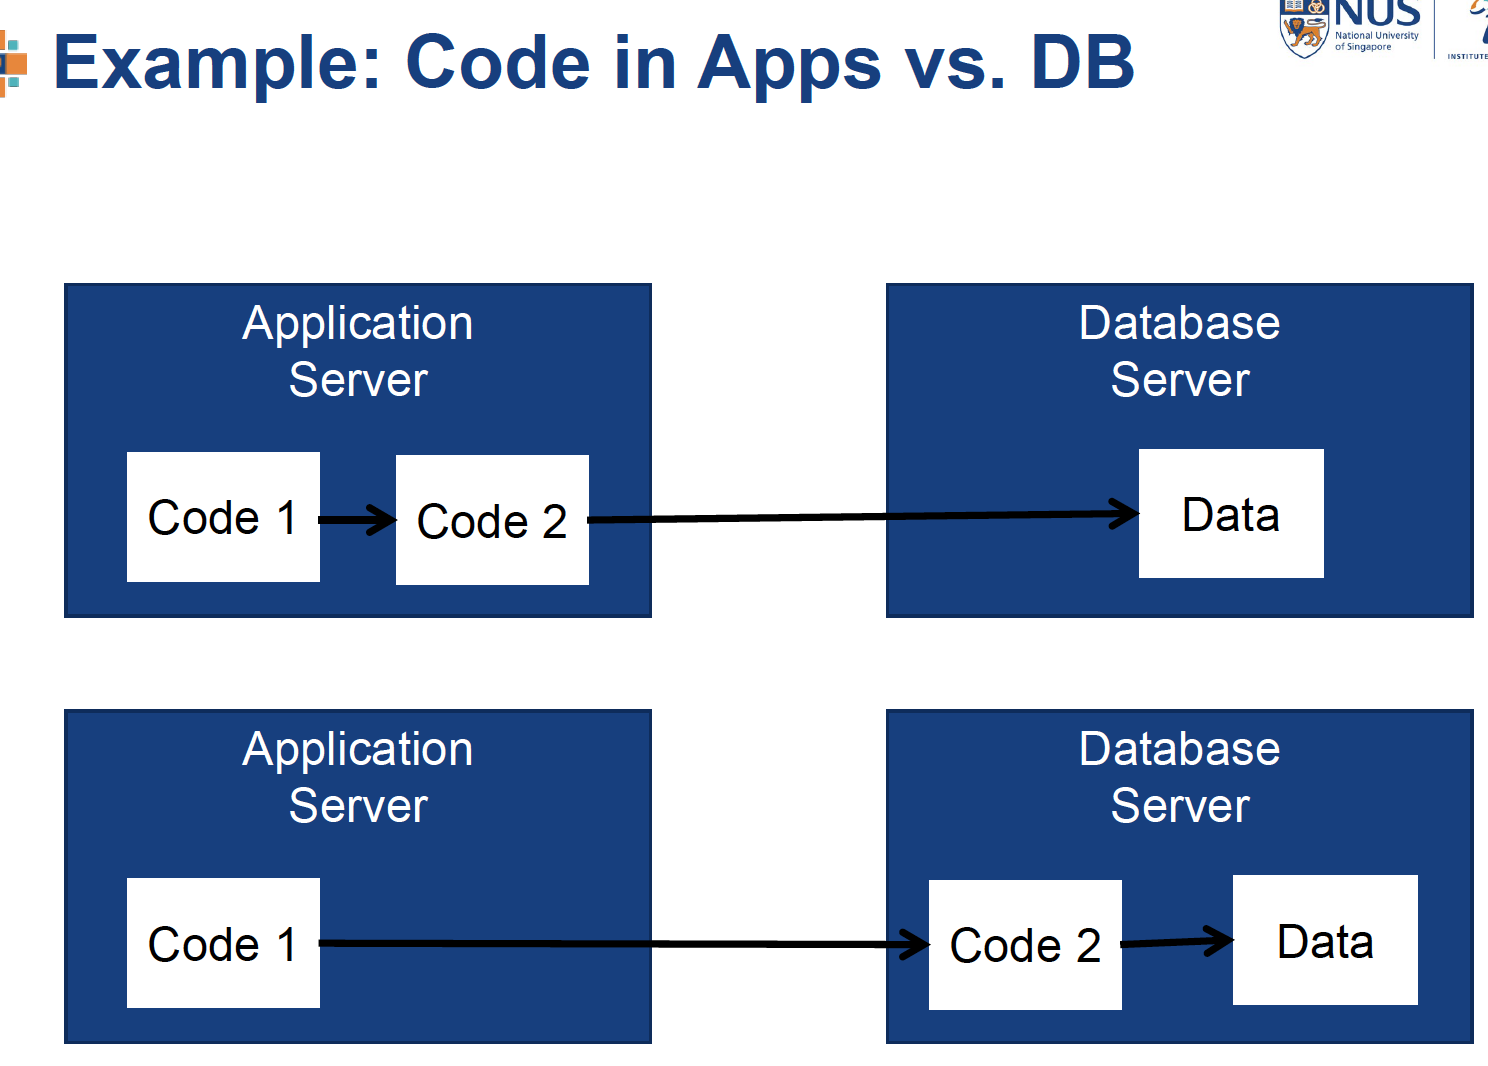 Example: Code in Apps vs. DB
NUS
National University
of Singapore
Application
Server
Code 1
Code 2
Database
Server
Data
Application
Server
Code 1
Database
Server
Code 2
Data